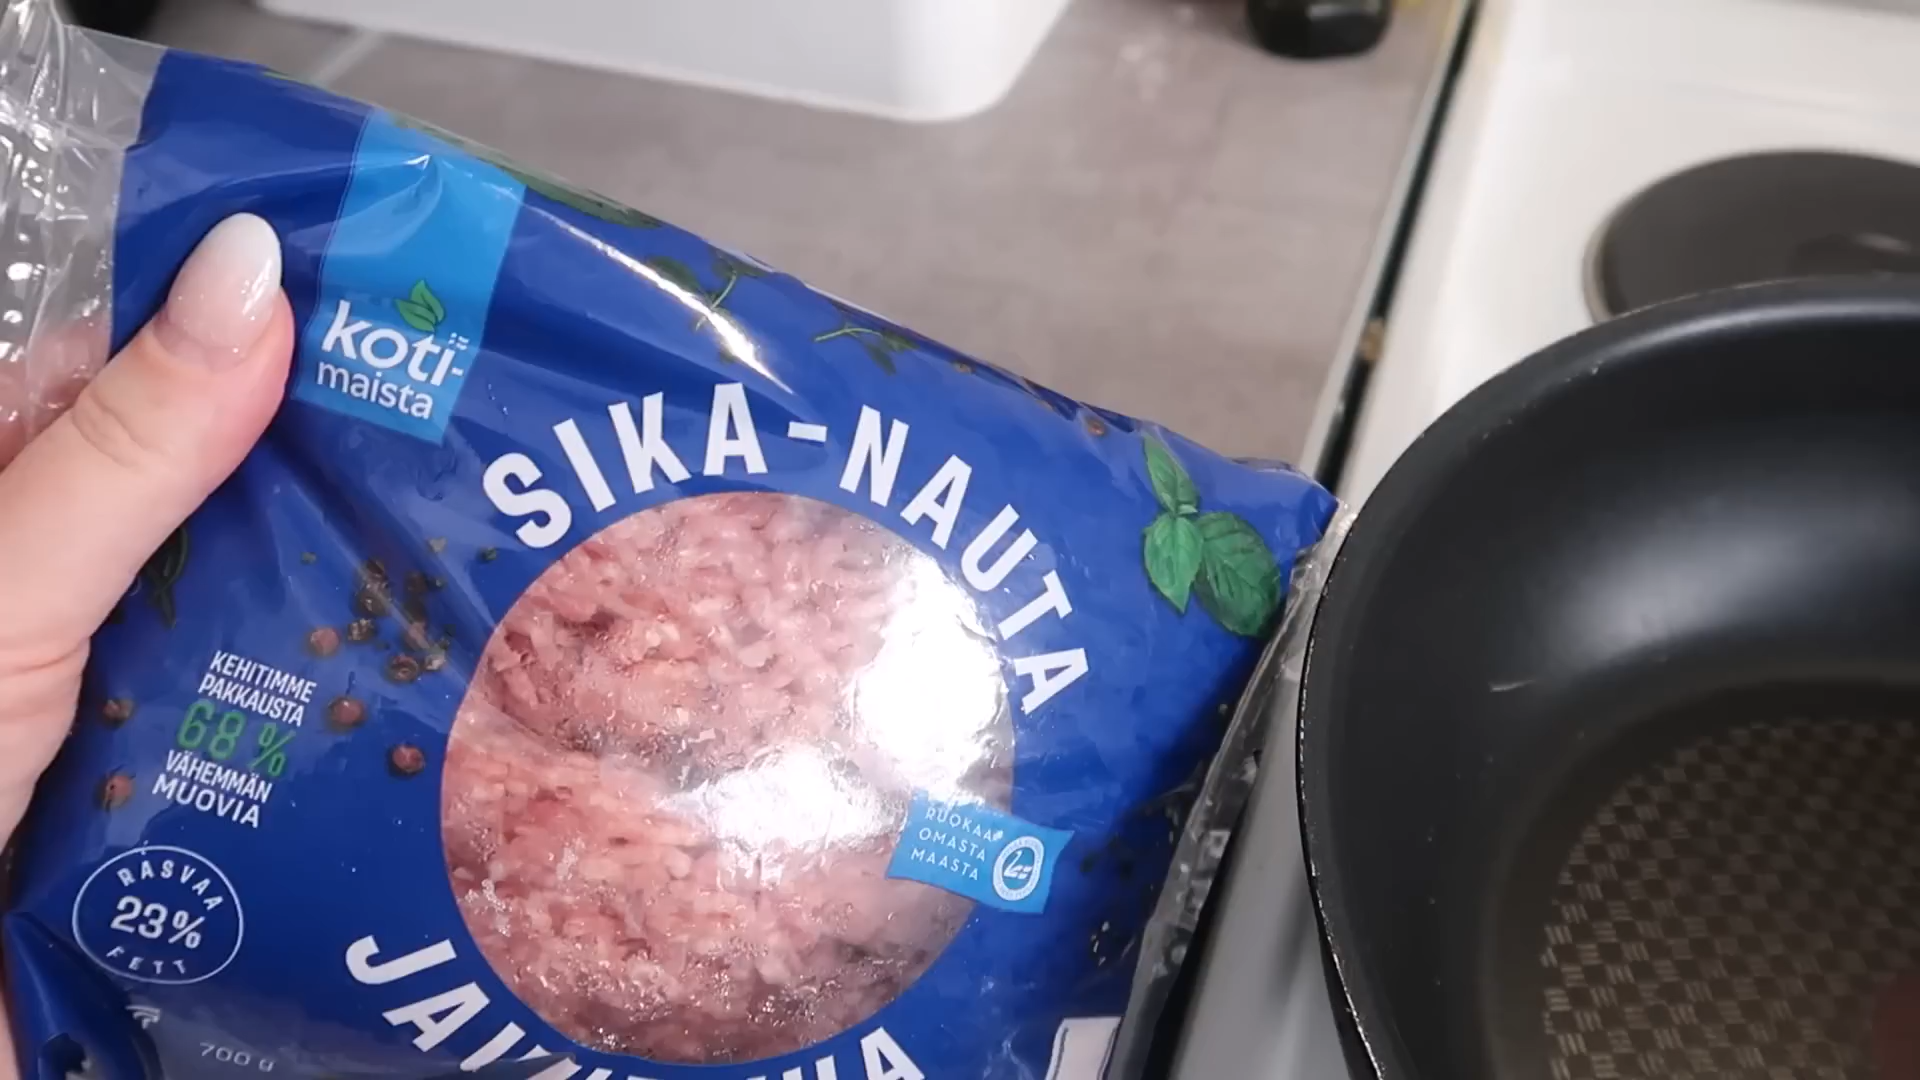 koti-
maista
SIKA-NAUTA
KEHITIMME
PAKKAUSTA
68 %
VÄHEMMÄN
MUOVIA
RUOKAA
OMASTA
MAASTA
RASVAA
23%
FETT
700 g